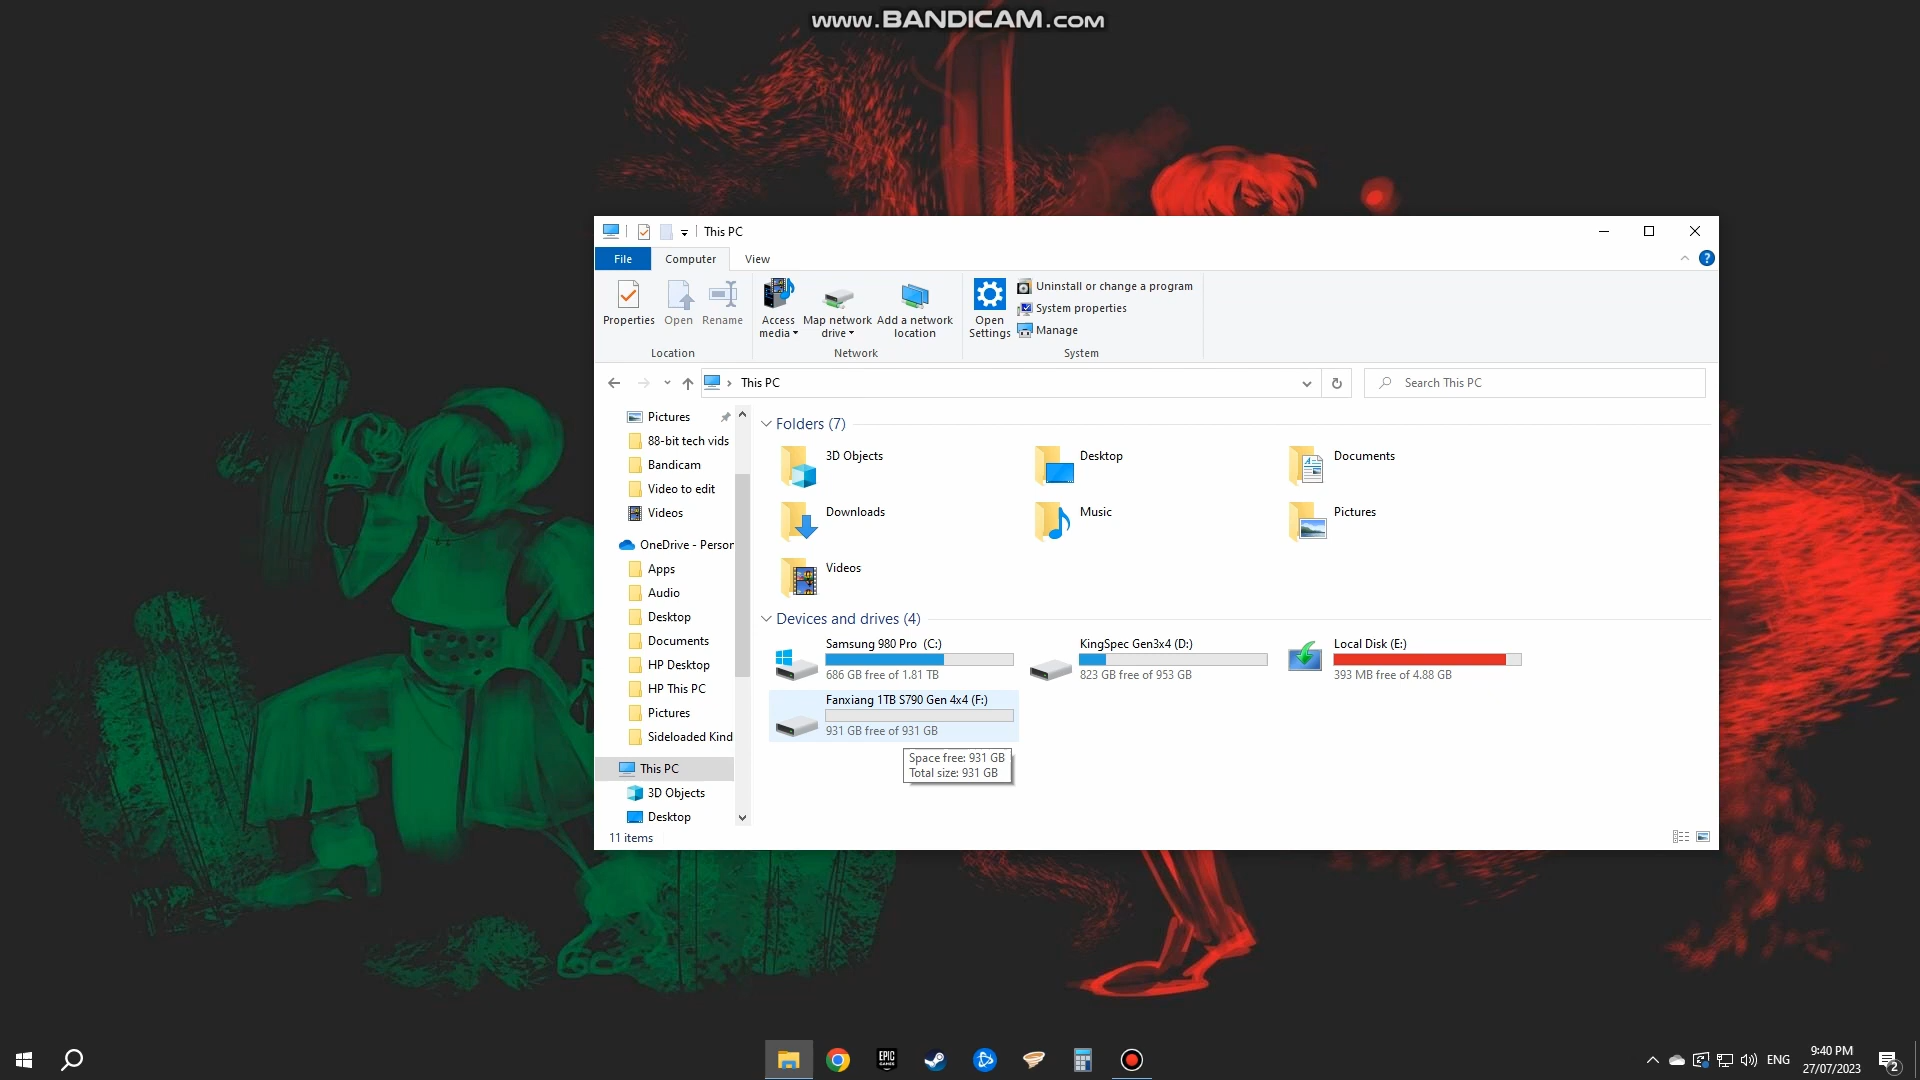 www.BANDICAM.COM
This PC
File
Computer
View
Properties
Open
Rename
Access
media
Map network
drive
Add a network
location
Open
Settings
Uninstall or change a program
System properties
Manage
Location
Network
System
This PC
Search This PC
Pictures
88-bit tech vids
Bandicam
Video to edit
Videos
OneDrive - Person
Apps
Audio
Desktop
Documents
HP Desktop
HP This PC
Pictures
Sideloaded Kind
This PC
3D Objects
Desktop
Folders (7)
3D Objects
Desktop
Documents
Downloads
Music
Pictures
Videos
Devices and drives (4)
Samsung 980 Pro (C:)
686 GB free of 1.81 TB
KingSpec Gen3x4 (D:)
823 GB free of 953 GB
Local Disk (E:)
393 MB free of 4.88 GB
Fanxiang 1TB S790 Gen 4x4 (F:)
931 GB free of 931 GB
Space free: 931 GB
Total size: 931 GB
11 items
EPIC
GAMES
ENG
9:40 PM
27/07/2023
2